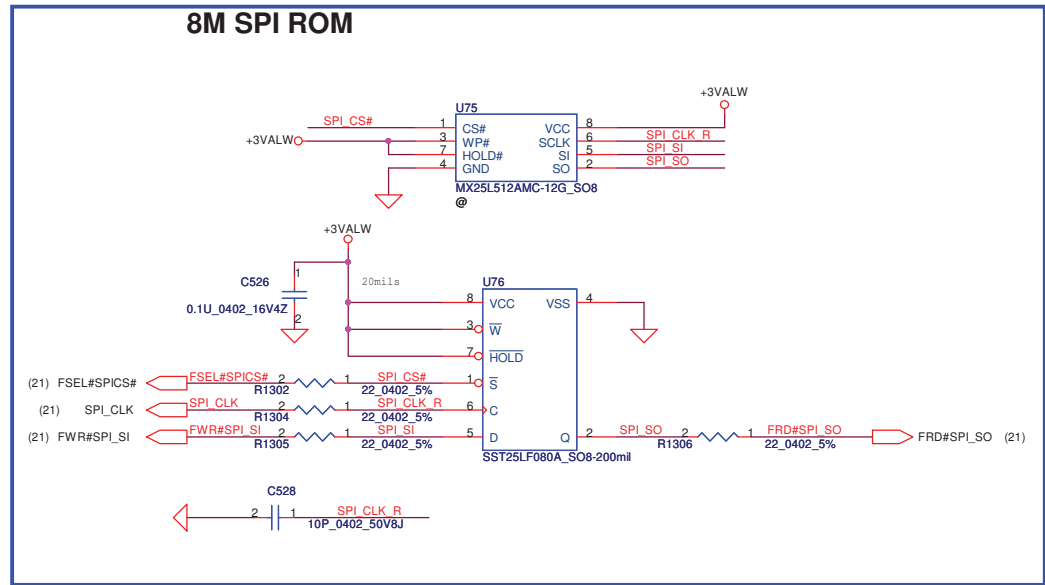 8M SPI ROM
+3VALW
U75
SPI_CS# 1 CS# VCC 8
+3VALW 3 WP# SCLK 6 SPI_CLK_R
7 HOLD# SI 5 SPI_SI
4 GND SO 2 SPI_SO
MX25L512AMC-12G_SO8
@
+3VALW
1 20mils
C526 U76
0.1U_0402_16V4Z 8 VCC VSS 4
2 3 W
7 HOLD
(21) FSEL#SPICS# FSEL#SPICS# 2 1 SPI_CS# 1 S
R1302 22_0402_5%
(21) SPI_CLK SPI_CLK 2 1 SPI_CLK_R 6 C
R1304 22_0402_5%
(21) FWR#SPI_SI FWR#SPI_SI 2 1 SPI_SI 5 D Q 2 SPI_SO 2 1 FRD#SPI_SO FRD#SPI_SO (21)
R1305 22_0402_5% R1306 22_0402_5%
SST25LF080A_SO8-200mil
C528
2 1 SPI_CLK_R
10P_0402_50V8J